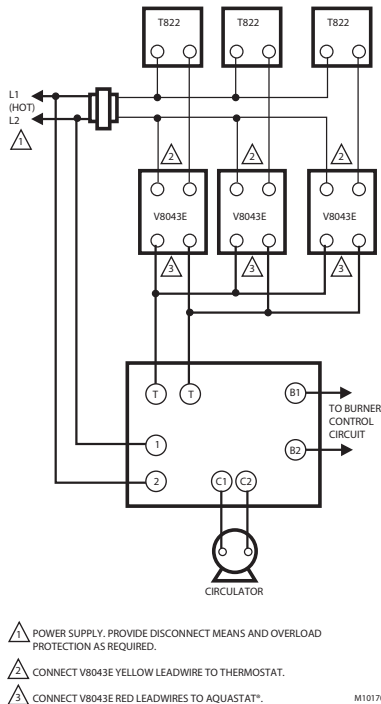 T822 T822 T822
L1
(HOT)
L2
1
2 2 2
V8043E V8043E V8043E
3 3 3
T T B1
TO BURNER
CONTROL
CIRCUIT
1
B2
2 C1 C2
CIRCULATOR
1 POWER SUPPLY. PROVIDE DISCONNECT MEANS AND OVERLOAD
PROTECTION AS REQUIRED.
2 CONNECT V8043E YELLOW LEADWIRE TO THERMOSTAT.
3 CONNECT V8043E RED LEADWIRES TO AQUASTAT®.